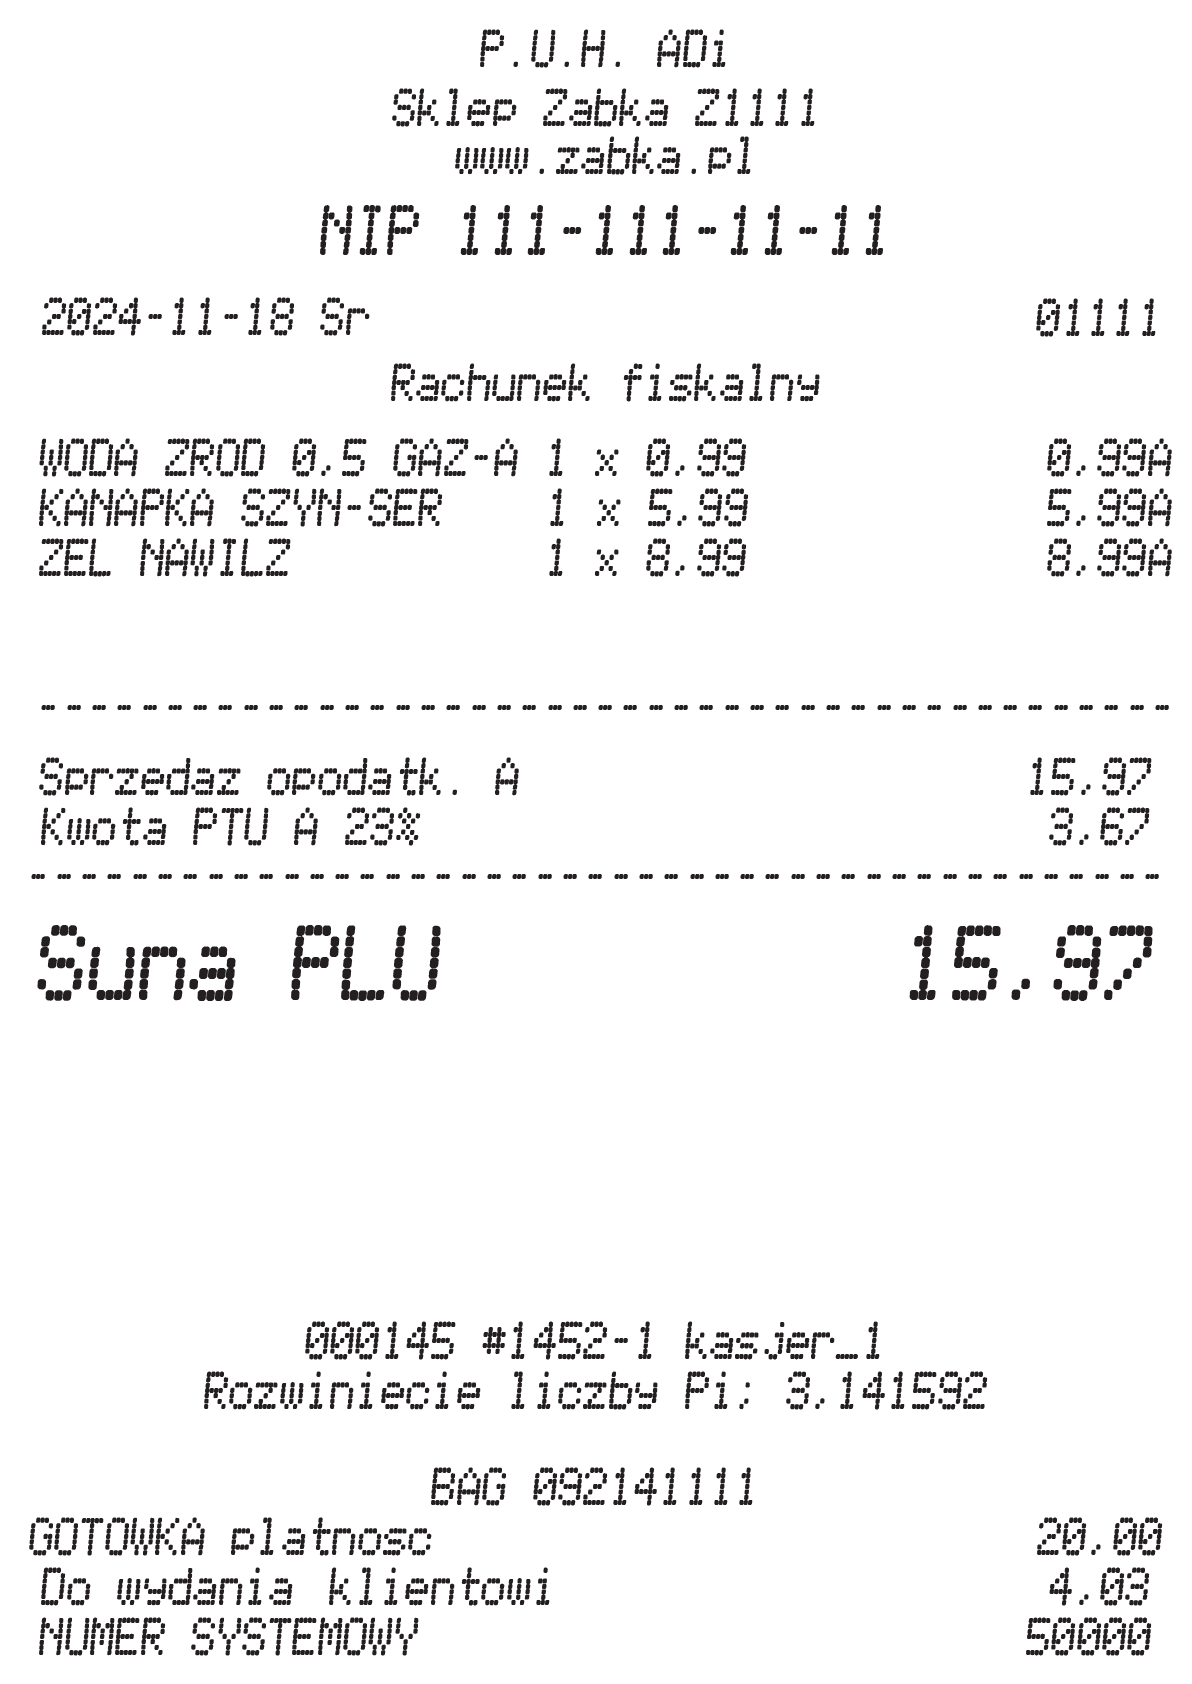 P.U.H. ADi
Sklep Zabka Z1111
www.zabka.pl
NIP 111-111-11-11
2024-11-18 Sr 01111
Rachunek fiskalny
WODA ZROD 0,5 GAZ-A 1 x 0,99 0,99A
KANAPKA SZYN-SER 1 x 5,99 5,99A
ZEL NAWILZ 1 x 8,99 8,99A
Sprzedaz opodatk. A 15,97
Kwota PTU A 23% 3,67
Suna PLU 15,97
000145 #1452-1 kasjer_1
Rozwiniecie liczby Pi: 3,141592
BAG 092141111
GOTOWKA platnosc 20.00
Do wydania klientowi 4.03
NUMER SYSTEMOWY 50000